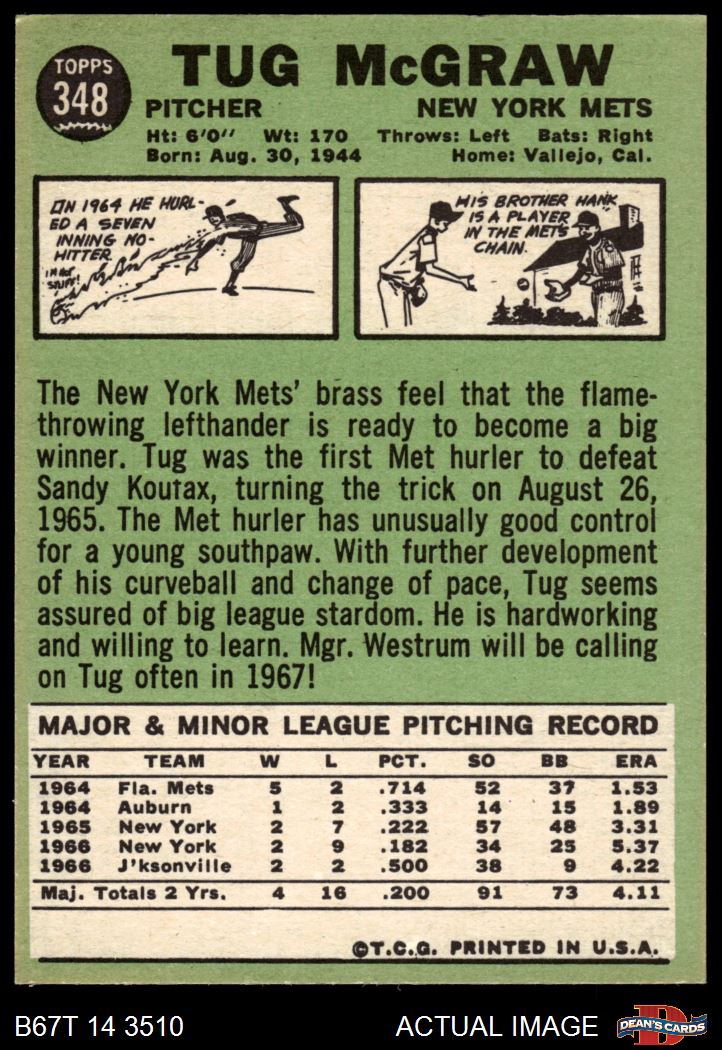 TOPPS
348
TUG McGRAW
PITCHER NEW YORK METS
Ht: 6'0" Wt: 170 Throws: Left Bats: Right
Born: Aug. 30, 1944 Home: Vallejo, Cal.
IN 1964 HE HURL-
ED A SEVEN
INNING NO-
HITTER
I'M HOT
STUFF!
HIS BROTHER HANK
IS A PLAYER
IN THE METS
CHAIN.
The New York Mets' brass feel that the flame-
throwing lefthander is ready to become a big
winner. Tug was the first Met hurler to defeat
Sandy Koufax, turning the trick on August 26,
1965. The Met hurler has unusually good control
for a young southpaw. With further development
of his curveball and change of pace, Tug seems
assured of big league stardom. He is hardworking
and willing to learn. Mgr. Westrum will be calling
on Tug often in 1967!
MAJOR & MINOR LEAGUE PITCHING RECORD
YEAR TEAM W L PCT. SO BB ERA
1964 Fla. Mets 5 2 .714 52 37 1.53
1964 Auburn 1 2 .333 14 15 1.89
1965 New York 2 7 .222 57 48 3.31
1966 New York 2 9 .182 34 25 5.37
1966 J'ksonville 2 2 .500 38 9 4.22
Maj. Totals 2 Yrs. 4 16 .200 91 73 4.11
©T.C.G. PRINTED IN U.S.A.
B67T 14 3510 ACTUAL IMAGE
D
DEAN'S CARDS